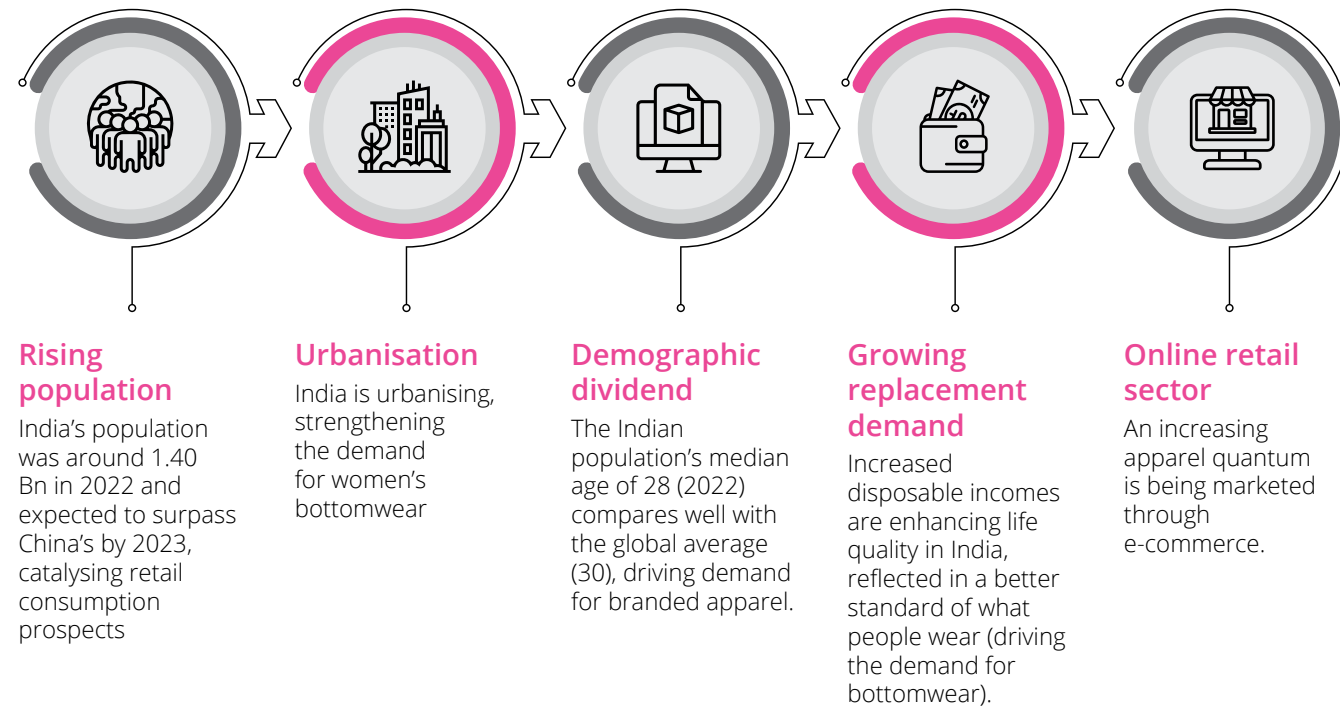 Rising
population
India’s population
was around 1.40
Bn in 2022 and
expected to surpass
China’s by 2023,
catalysing retail
consumption
prospects
Urbanisation
India is urbanising,
strengthening
the demand
for women’s
bottomwear
Demographic
dividend
The Indian
population’s median
age of 28 (2022)
compares well with
the global average
(30), driving demand
for branded apparel.
Growing
replacement
demand
Increased
disposable incomes
are enhancing life
quality in India,
reflected in a better
standard of what
people wear (driving
the demand for
bottomwear).
Online retail
sector
An increasing
apparel quantum
is being marketed
through
e-commerce.